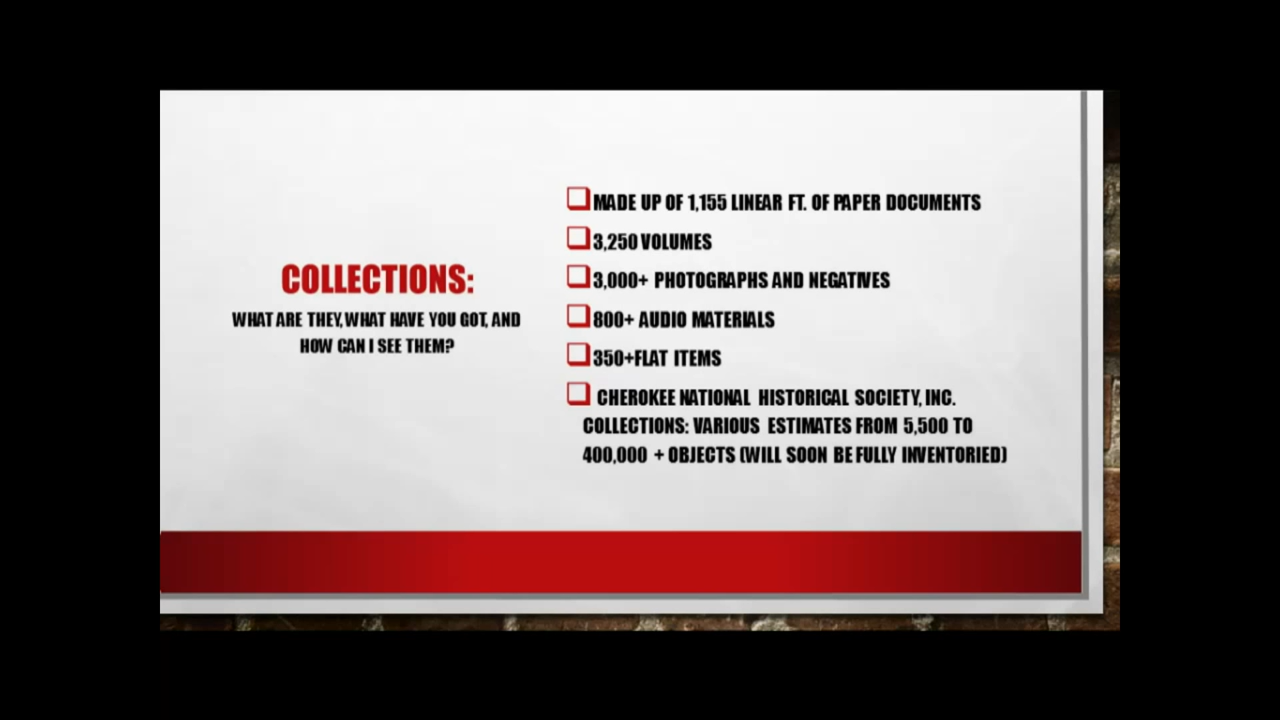 COLLECTIONS:
WHAT ARE THEY, WHAT HAVE YOU GOT, AND
HOW CAN I SEE THEM?
MADE UP OF 1,155 LINEAR FT. OF PAPER DOCUMENTS
3,250 VOLUMES
3,000+ PHOTOGRAPHS AND NEGATIVES
800+ AUDIO MATERIALS
350+FLAT ITEMS
CHEROKEE NATIONAL HISTORICAL SOCIETY, INC.
COLLECTIONS: VARIOUS ESTIMATES FROM 5,500 TO
400,000 + OBJECTS (WILL SOON BE FULLY INVENTORIED)